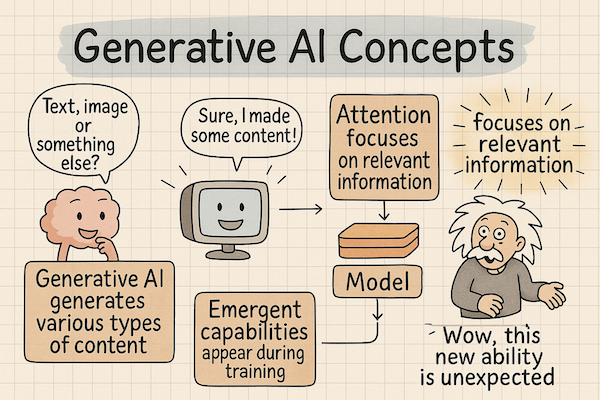 Generative AI Concepts
Text, image
or
something
else?
Generative AI
generates
various types
of content
Sure, I made
some content!
Attention
focuses
on relevant
information
Model
Emergent
capabilities
appear during
training
focuses on
relevant
information
Wow, this
new ability
is unexpected